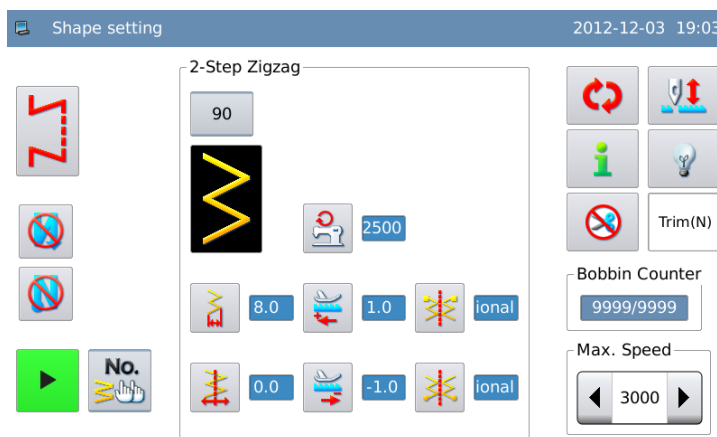 Shape setting
2012-12-03 19:03
2-Step Zigzag
90
2500
8.0
1.0
ional
0.0
-1.0
ional
No.
Trim(N)
Bobbin Counter
9999/9999
Max. Speed
3000